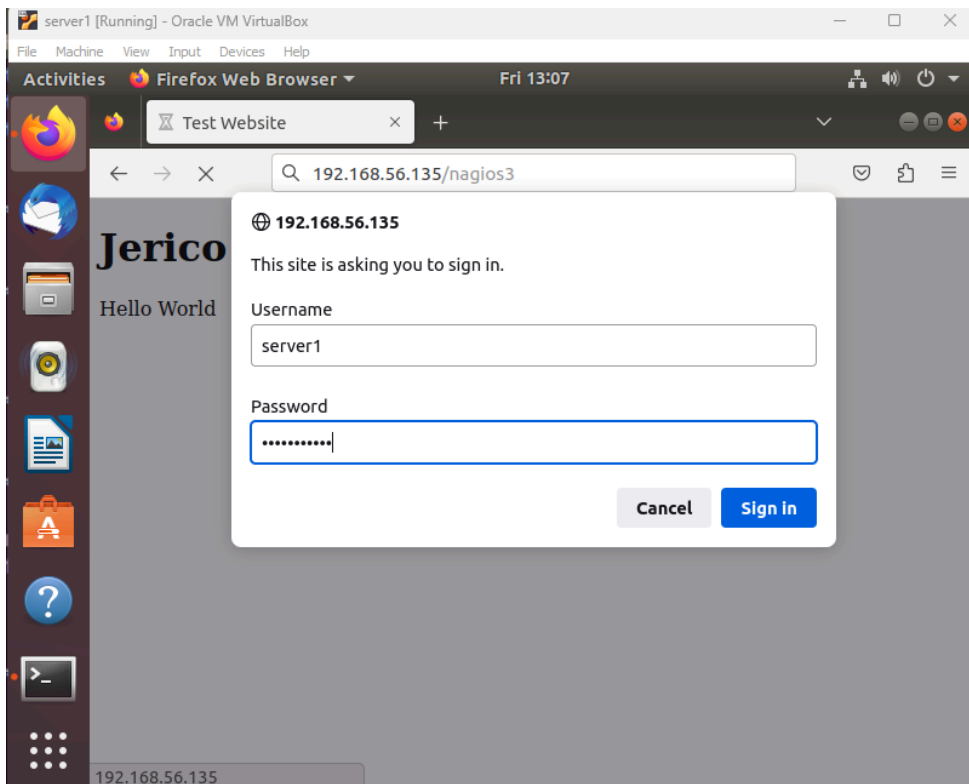 server1 [Running] - Oracle VM VirtualBox
File Machine View Input Devices Help
Activities Firefox Web Browser Fri 13:07
Test Website
192.168.56.135/nagios3
192.168.56.135
This site is asking you to sign in.
Jerico
Hello World
Username
server1
Password
•••••••••••
Cancel Sign in
192.168.56.135